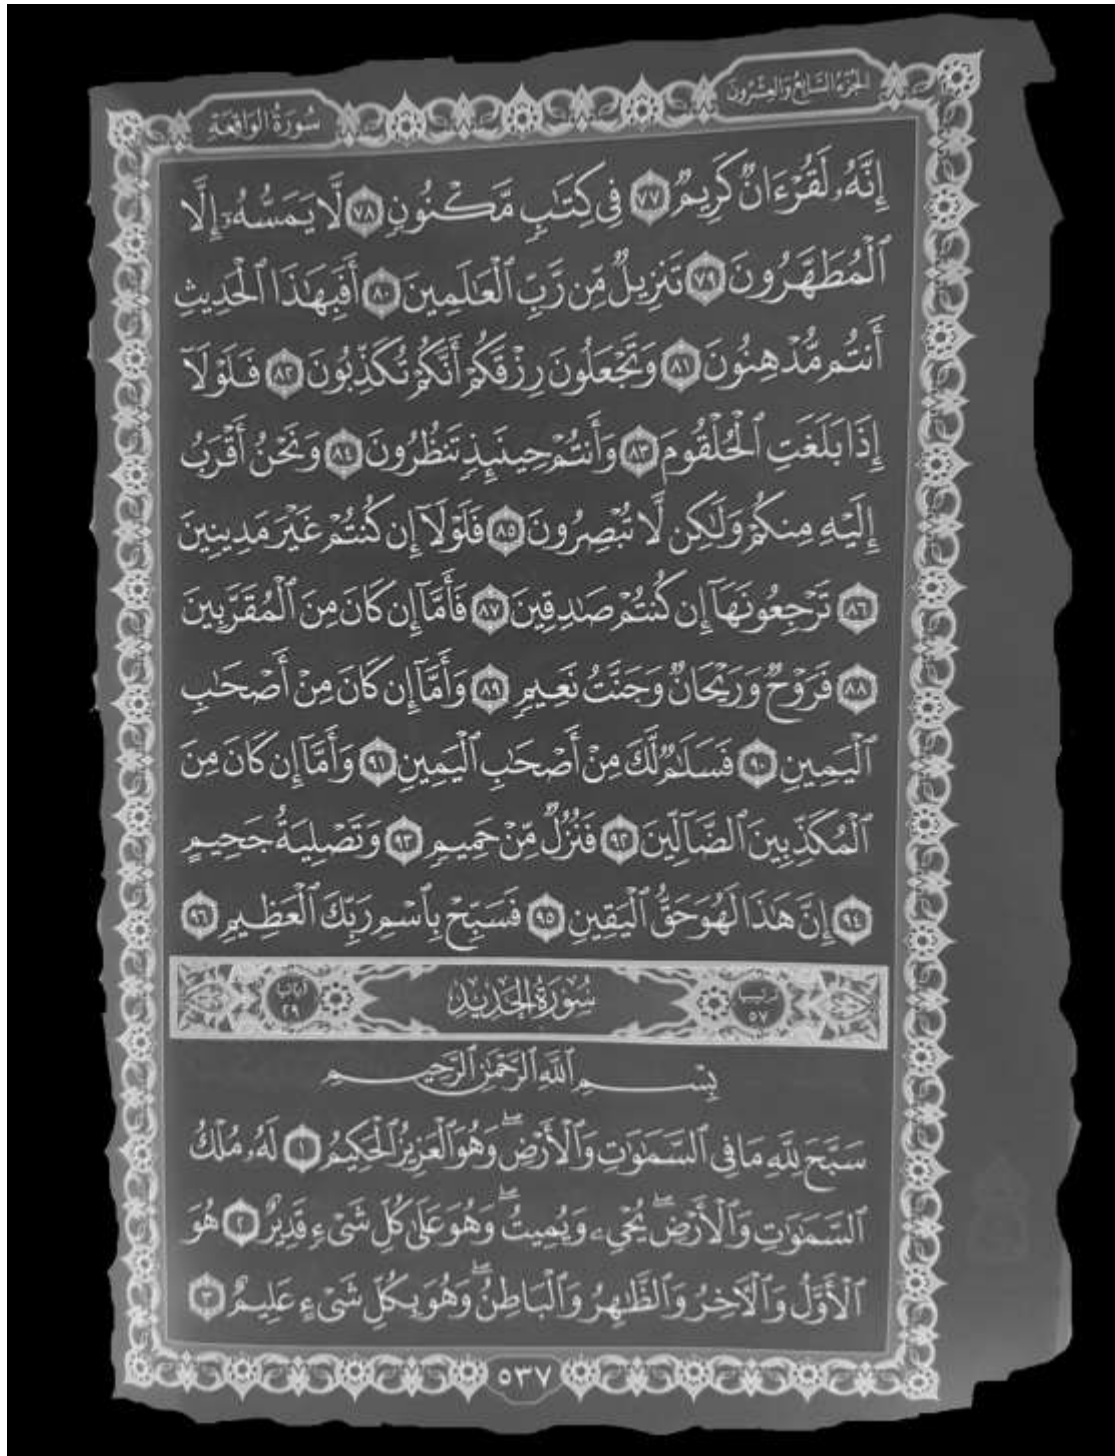 الجزء السابع والعشرون
سورة الواقعة
إِنَّهُۥ لَقُرْءَانٌ كَرِيمٌ ٧٧ فِى كِتَٰبٍ مَّكْنُونٍ ٧٨ لَّا يَمَسُّهُۥٓ إِلَّا
ٱلْمُطَهَّرُونَ ٧٩ تَنزِيلٌ مِّن رَّبِّ ٱلْعَٰلَمِينَ ٨٠ أَفَبِهَٰذَا ٱلْحَدِيثِ
أَنتُم مُّدْهِنُونَ ٨١ وَتَجْعَلُونَ رِزْقَكُمْ أَنَّكُمْ تُكَذِّبُونَ ٨٢ فَلَوْلَآ
إِذَا بَلَغَتِ ٱلْحُلْقُومَ ٨٣ وَأَنتُمْ حِينَئِذٍ تَنظُرُونَ ٨٤ وَنَحْنُ أَقْرَبُ
إِلَيْهِ مِنكُمْ وَلَٰكِن لَّا تُبْصِرُونَ ٨٥ فَلَوْلَآ إِن كُنتُمْ غَيْرَ مَدِينِينَ
٨٦ تَرْجِعُونَهَآ إِن كُنتُمْ صَٰدِقِينَ ٨٧ فَأَمَّآ إِن كَانَ مِنَ ٱلْمُقَرَّبِينَ
٨٨ فَرَوْحٌ وَرَيْحَانٌ وَجَنَّتُ نَعِيمٍ ٨٩ وَأَمَّآ إِن كَانَ مِنْ أَصْحَٰبِ
ٱلْيَمِينِ ٩٠ فَسَلَٰمٌ لَّكَ مِنْ أَصْحَٰبِ ٱلْيَمِينِ ٩١ وَأَمَّآ إِن كَانَ مِنَ
ٱلْمُكَذِّبِينَ ٱلضَّآلِّينَ ٩٢ فَنُزُلٌ مِّنْ حَمِيمٍ ٩٣ وَتَصْلِيَةُ جَحِيمٍ
٩٤ إِنَّ هَٰذَا لَهُوَ حَقُّ ٱلْيَقِينِ ٩٥ فَسَبِّحْ بِٱسْمِ رَبِّكَ ٱلْعَظِيمِ ٩٦
ترتيبها ٥٧ سُورَةُ الحَدِيدِ آياتها ٢٩
بِسْمِ ٱللَّهِ ٱلرَّحْمَٰنِ ٱلرَّحِيمِ
سَبَّحَ لِلَّهِ مَا فِى ٱلسَّمَٰوَٰتِ وَٱلْأَرْضِۖ وَهُوَ ٱلْعَزِيزُ ٱلْحَكِيمُ ١ لَهُۥ مُلْكُ
ٱلسَّمَٰوَٰتِ وَٱلْأَرْضِۖ يُحْىِۦ وَيُمِيتُۖ وَهُوَ عَلَىٰ كُلِّ شَىْءٍ قَدِيرٌ ٢ هُوَ
ٱلْأَوَّلُ وَٱلْءَاخِرُ وَٱلظَّٰهِرُ وَٱلْبَاطِنُۖ وَهُوَ بِكُلِّ شَىْءٍ عَلِيمٌ ٣
٥٣٧